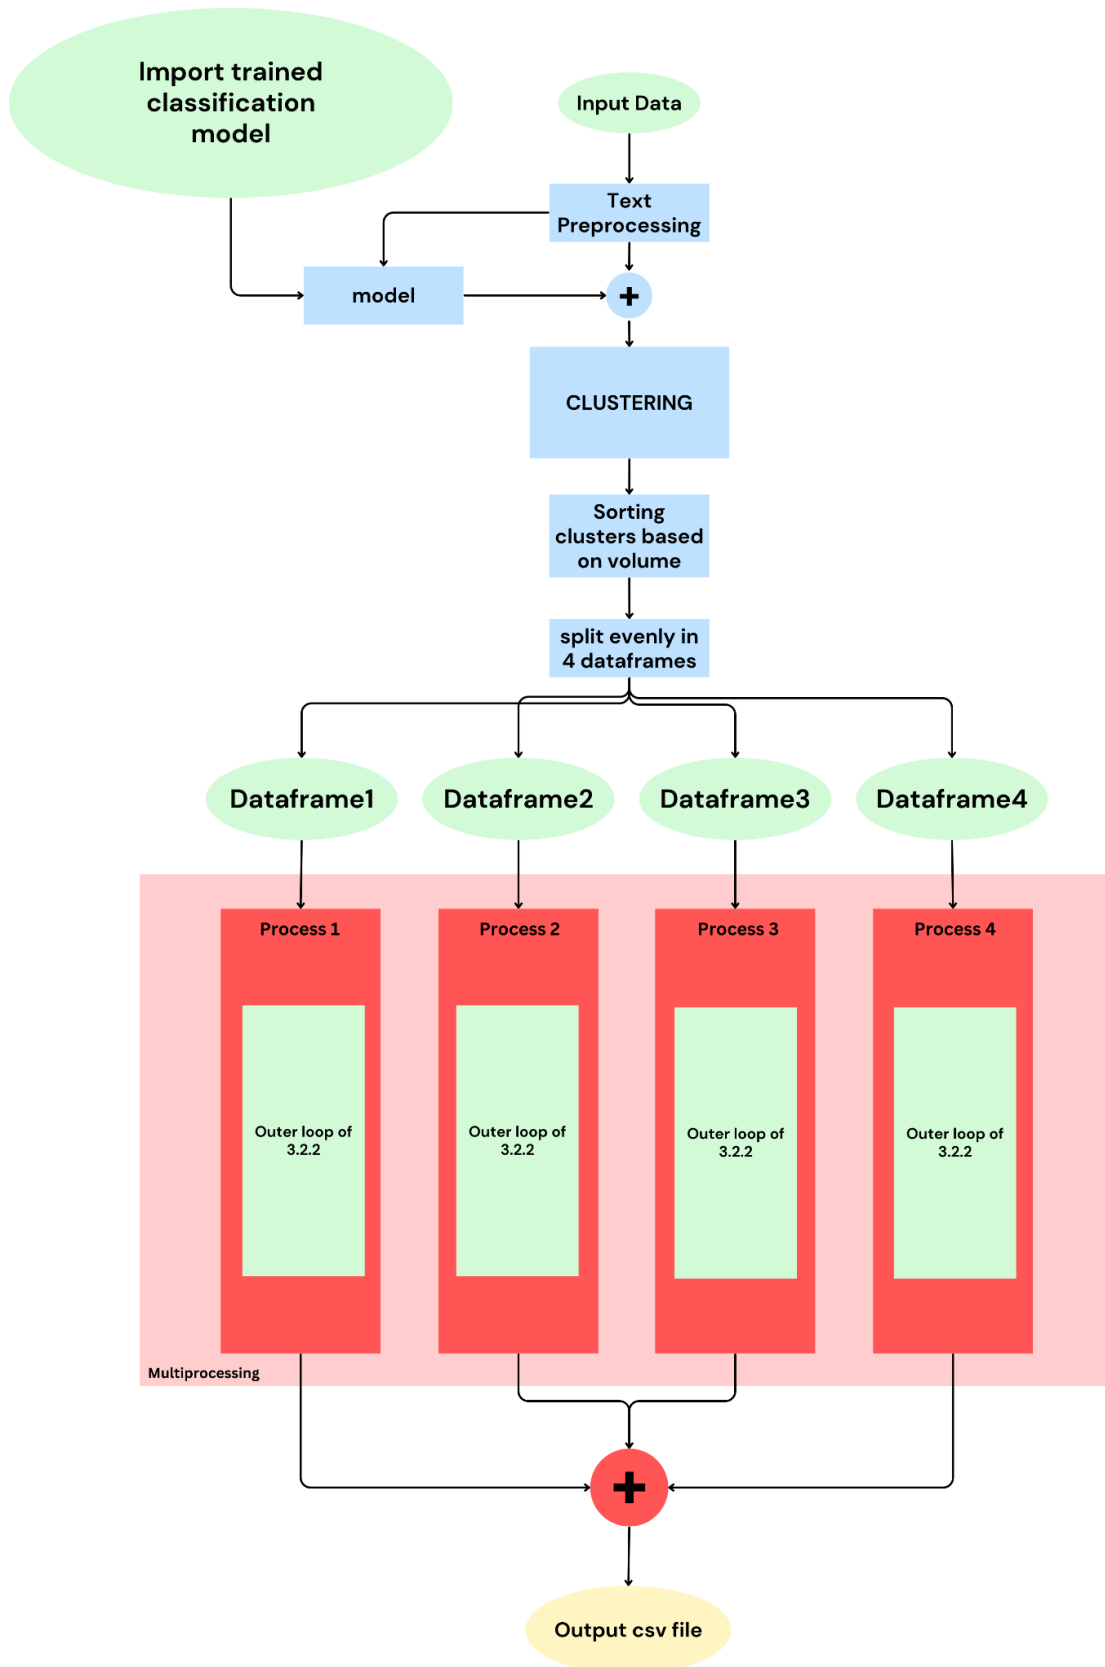 Import trained
classification
model
Input Data
Text
Preprocessing
model
+
CLUSTERING
Sorting
clusters based
on volume
split evenly in
4 dataframes
Dataframe1
Dataframe2
Dataframe3
Dataframe4
Process 1
Process 2
Process 3
Process 4
Outer loop of
3.2.2
Outer loop of
3.2.2
Outer loop of
3.2.2
Outer loop of
3.2.2
Multiprocessing
+
Output csv file